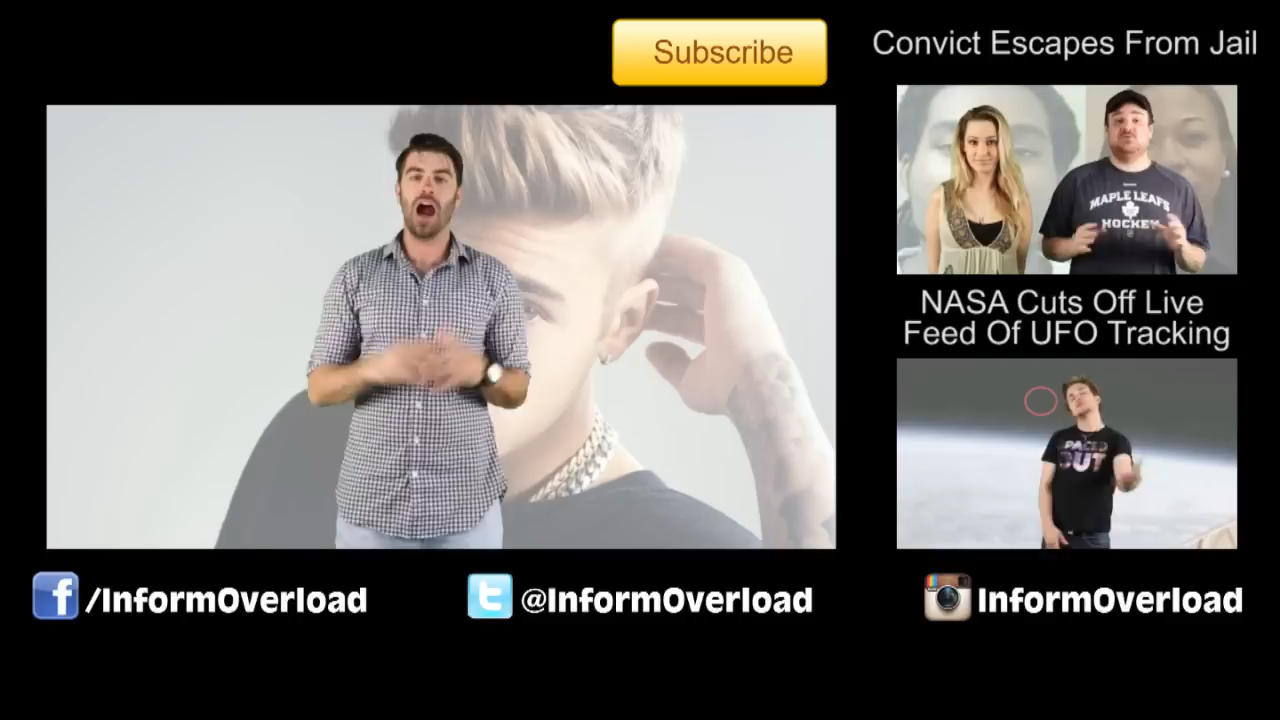 Subscribe
Convict Escapes From Jail
MAPLE LEAFS
HOCKEY
NASA Cuts Off Live
Feed Of UFO Tracking
OUT
f /InformOverload
t @InformOverload
InformOverload